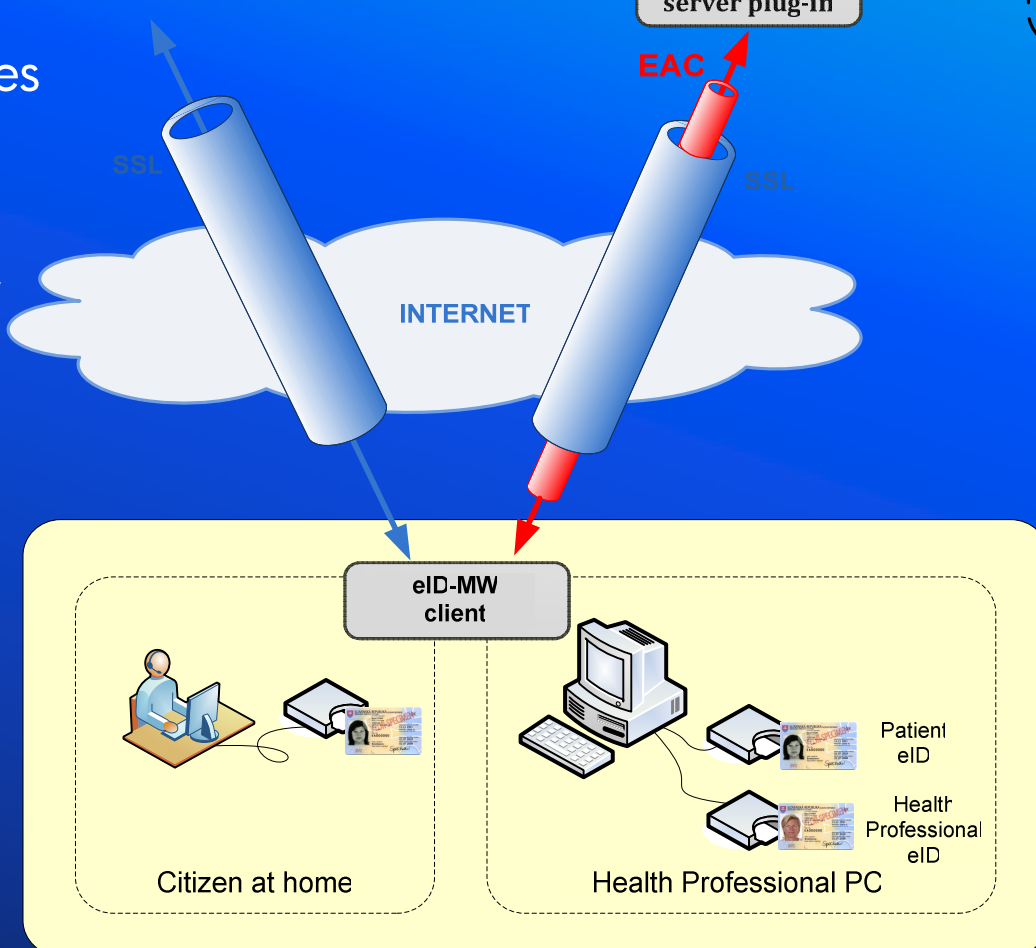 server plug-in
es
EAC
SSL
SSL
INTERNET
eID-MW
client
Patient
eID
Health
Professional
eID
Citizen at home
Health Professional PC